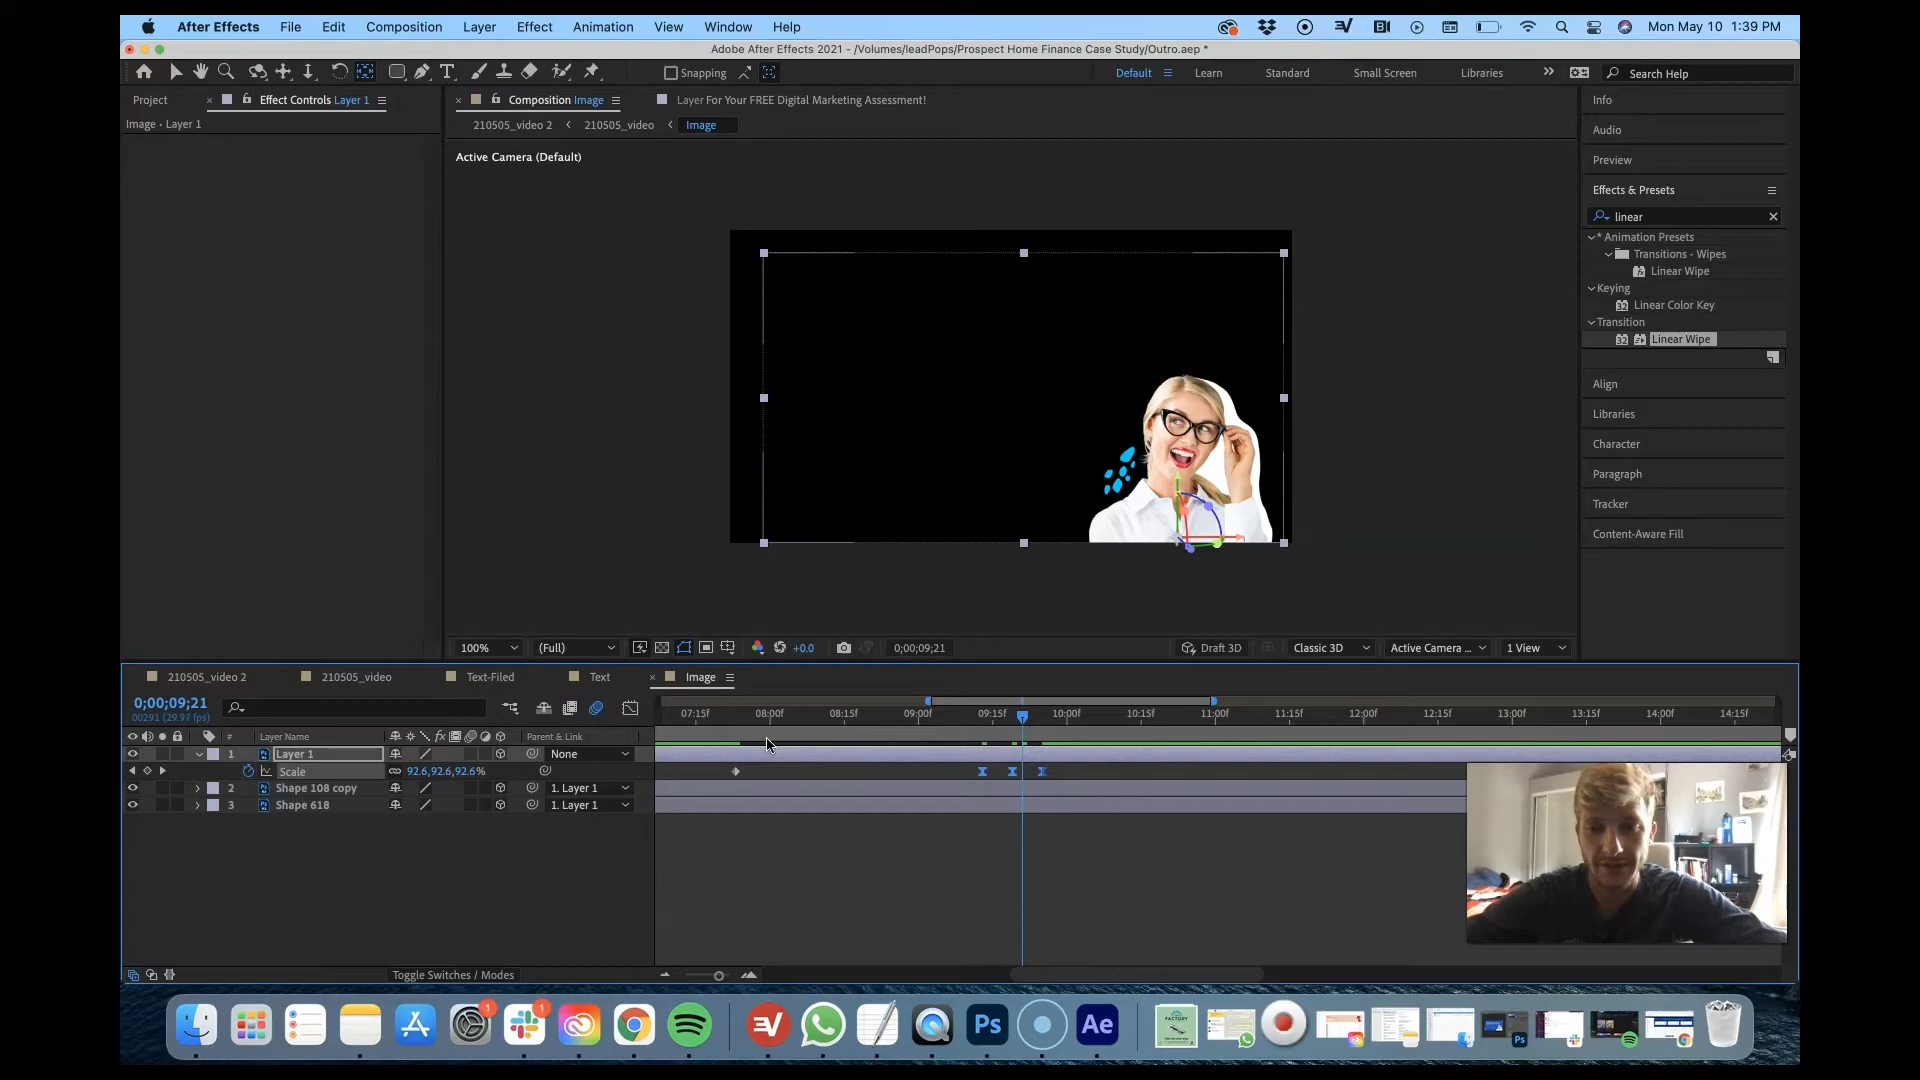 After Effects File Edit Composition Layer Effect Animation View Window Help Mon May 10 1:39 PM
Adobe After Effects 2021 - /Volumes/leadPops/Prospect Home Finance Case Study/Outro.aep *
Snapping Default Learn Standard Small Screen Libraries Search Help
Project Effect Controls Layer 1 Composition Image Layer For Your FREE Digital Marketing Assessment! Info
Image • Layer 1 210505_video 2 210505_video Image Audio
Active Camera (Default) Preview
Effects & Presets
linear
* Animation Presets
Transitions - Wipes
Linear Wipe
Keying
32 Linear Color Key
Transition
32 Linear Wipe
Align
Libraries
Character
Paragraph
Tracker
Content-Aware Fill
100% (Full) +0.0 0;00;09;21 Draft 3D Classic 3D Active Camera ... 1 View
210505_video 2 210505_video Text-Filed Text Image
0;00;09;21
00291 (29.97 fps)
07:15f 08:00f 08:15f 09:00f 09:15f 10:00f 10:15f 11:00f 11:15f 12:00f 12:15f 13:00f 13:15f 14:00f 14:15f
# Layer Name fx Parent & Link
1 Layer 1 None
Scale 92.6,92.6,92.6%
2 Shape 108 copy 1. Layer 1
3 Shape 618 1. Layer 1
Toggle Switches / Modes
1 1 Ps Ae FACTORY